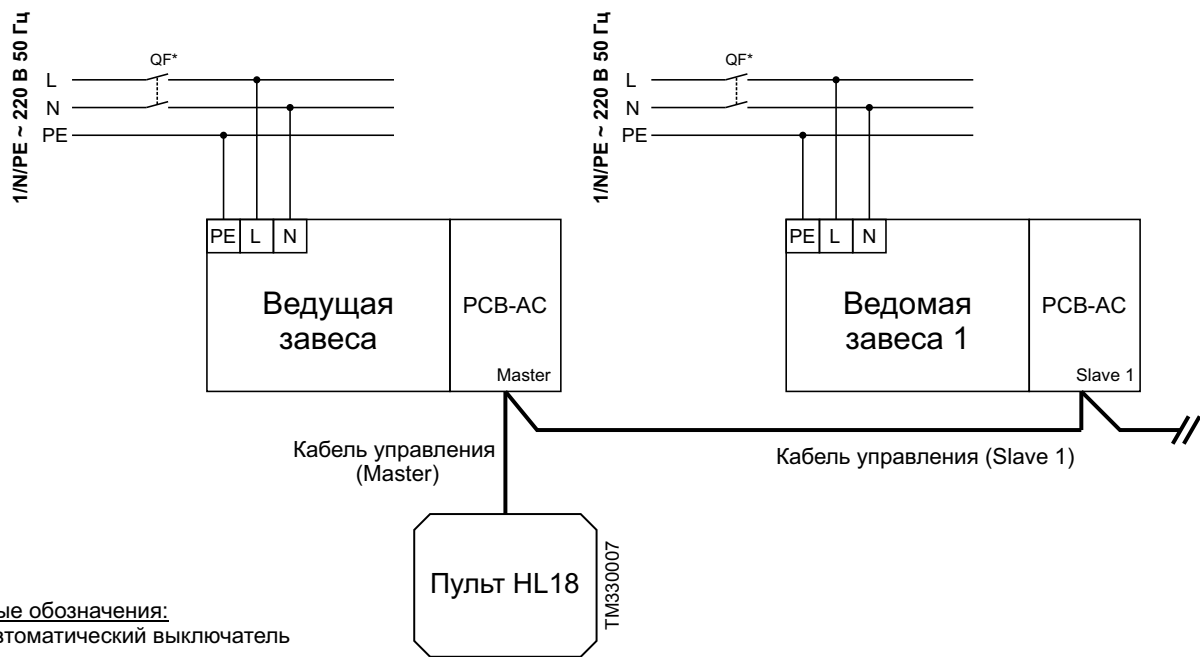 1/N/PE ~ 220 В 50 Гц
QF*
L
N
PE
PE L N
Ведущая
завеса
PCB-AC
Master
1/N/PE ~ 220 В 50 Гц
QF*
L
N
PE
PE L N
Ведомая
завеса 1
PCB-AC
Slave 1
Кабель управления
(Master)
Кабель управления (Slave 1)
Пульт HL18
TM330007
обозначения:
выключатель